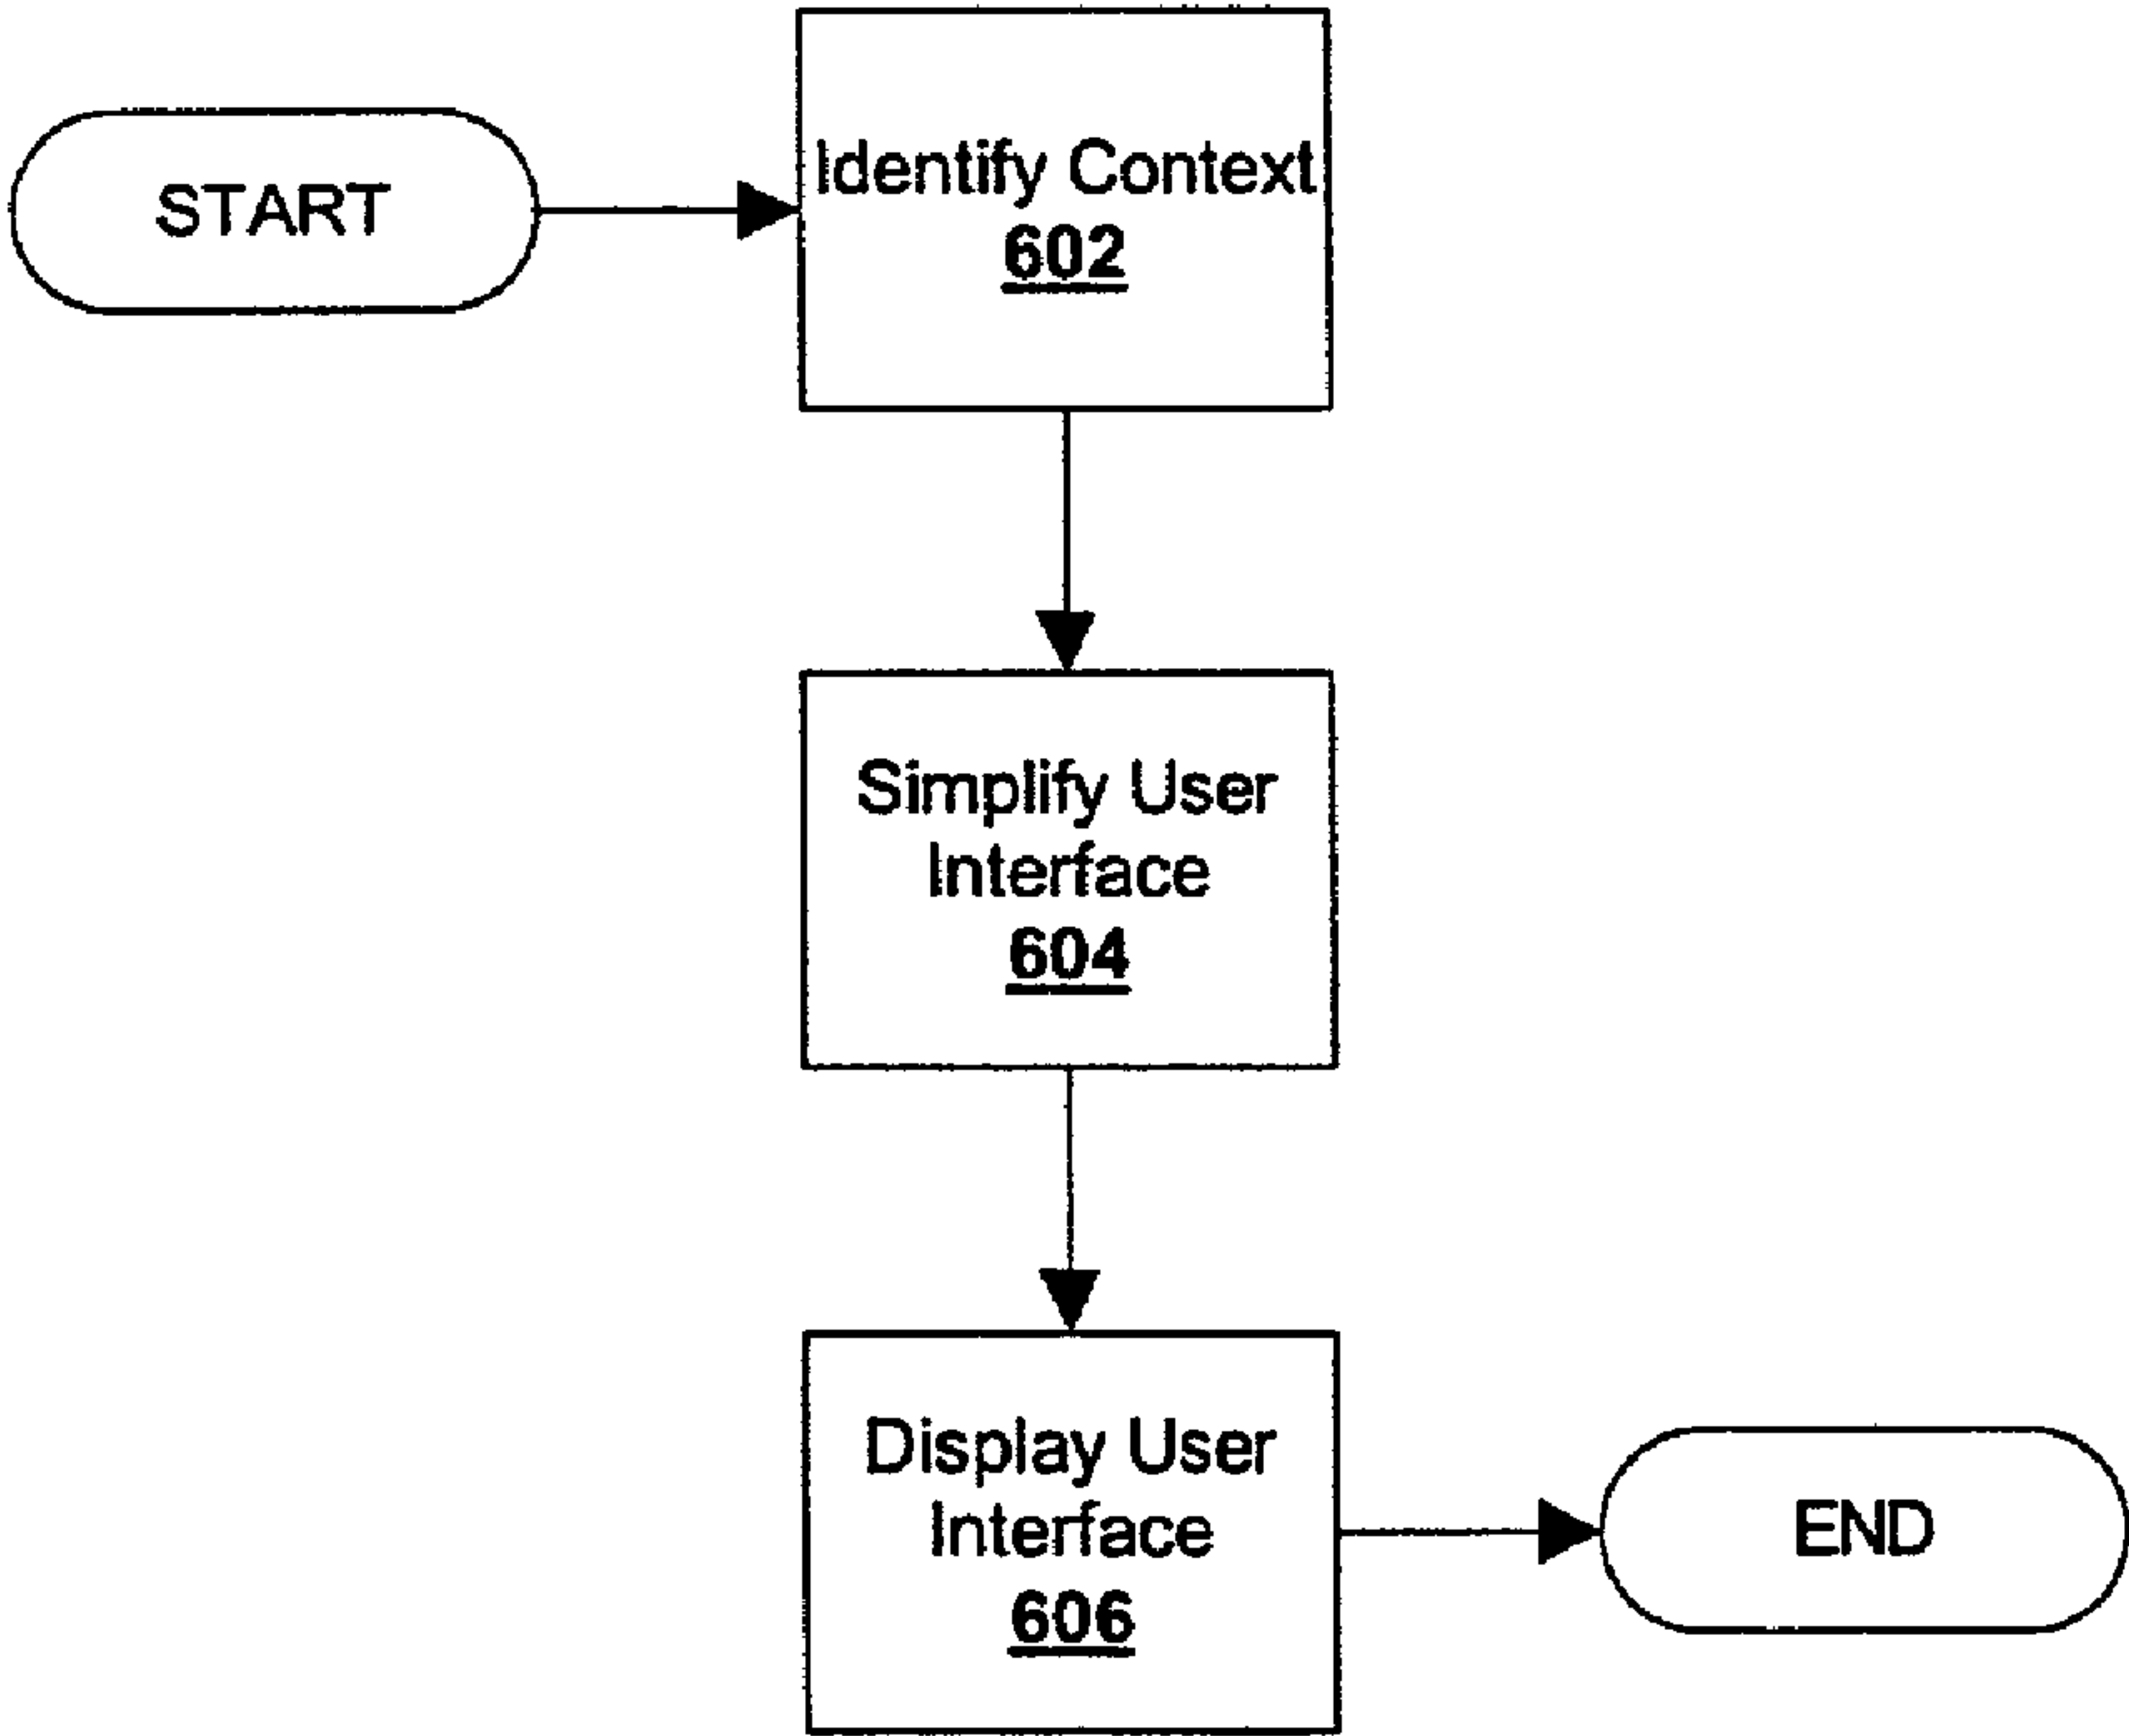 START
Identify Context
602
Simplify User
Interface
604
Display User
Interface
606
END